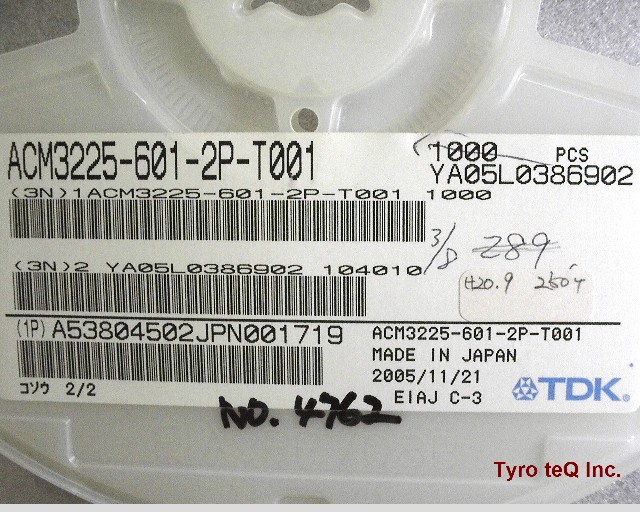 ACM3225-601-2P-T001
1000 PCS
YA05L0386902
(3N)1ACM3225-601-2P-T001 1000
3/8 289
(3N)2 YA05L0386902 104010
H20.9
(1P) A53804502JPN001719
ACM3225-601-2P-T001
MADE IN JAPAN
2005/11/21
EIAJ C-3
TDK®
コソウ 2/2
NO. 4762
Tyro teQ Inc.